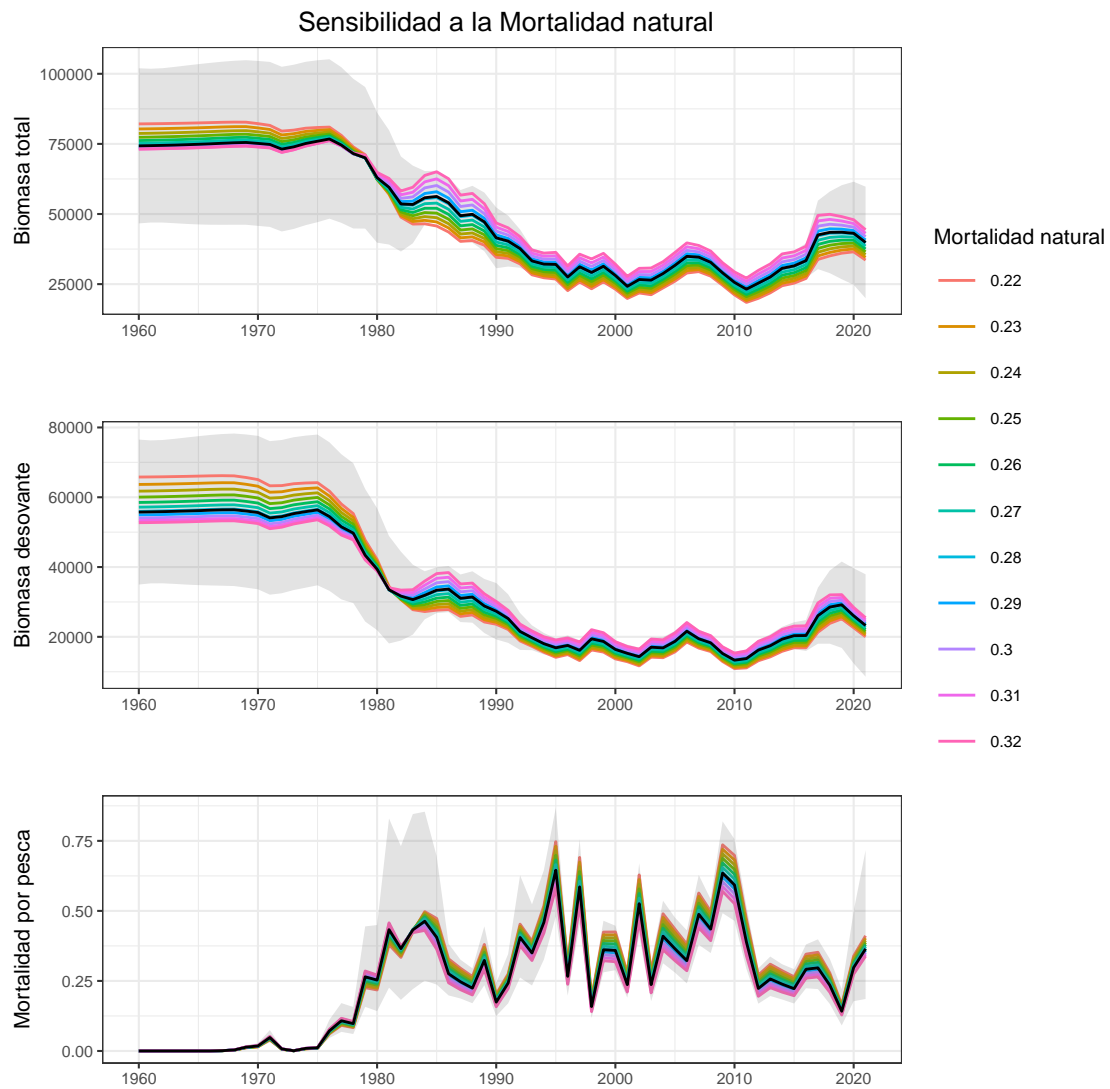 Sensibilidad a la Mortalidad natural
Biomasa total
100000
75000
50000
25000
1960 1970 1980 1990 2000 2010 2020
Biomasa desovante
80000
60000
40000
20000
1960 1970 1980 1990 2000 2010 2020
Mortalidad por pesca
0.75
0.50
0.25
0.00
1960 1970 1980 1990 2000 2010 2020
Mortalidad natural
0.22
0.23
0.24
0.25
0.26
0.27
0.28
0.29
0.3
0.31
0.32